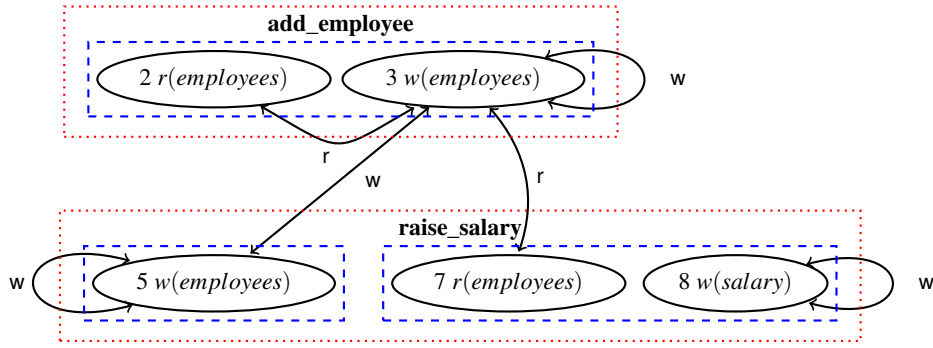 add_employee
2 r(employees)
3 w(employees)
w
r
w
r
raise_salary
w
5 w(employees)
7 r(employees)
8 w(salary)
w